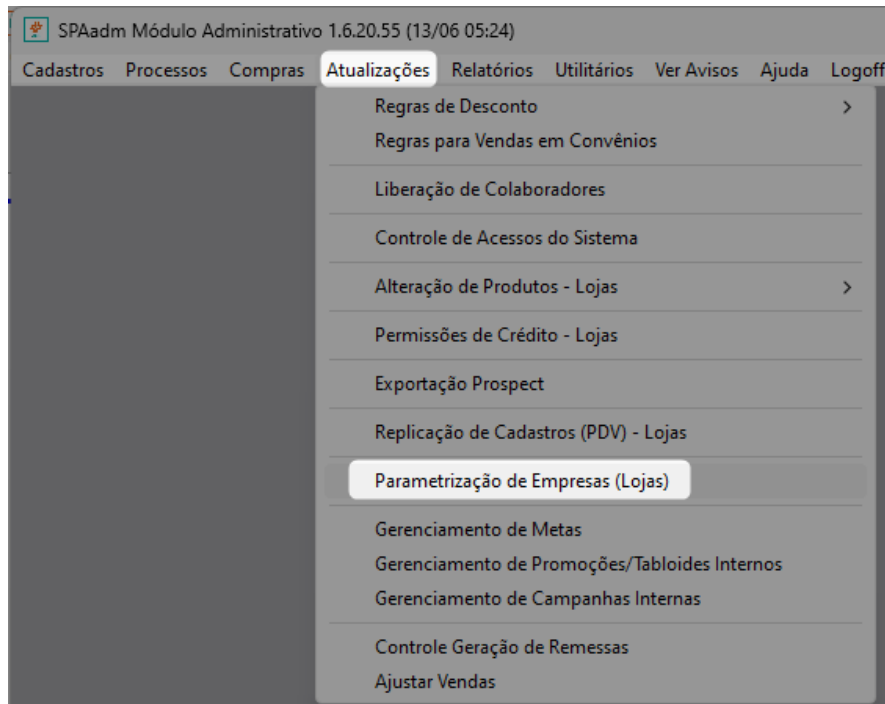 SPAadm Módulo Administrativo 1.6.20.55 (13/06 05:24)
Cadastros Processos Compras Atualizações Relatórios Utilitários Ver Avisos Ajuda Logoff
Regras de Desconto
Regras para Vendas em Convênios
Liberação de Colaboradores
Controle de Acessos do Sistema
Alteração de Produtos - Lojas
Permissões de Crédito - Lojas
Exportação Prospect
Replicação de Cadastros (PDV) - Lojas
Parametrização de Empresas (Lojas)
Gerenciamento de Metas
Gerenciamento de Promoções/Tabloides Internos
Gerenciamento de Campanhas Internas
Controle Geração de Remessas
Ajustar Vendas